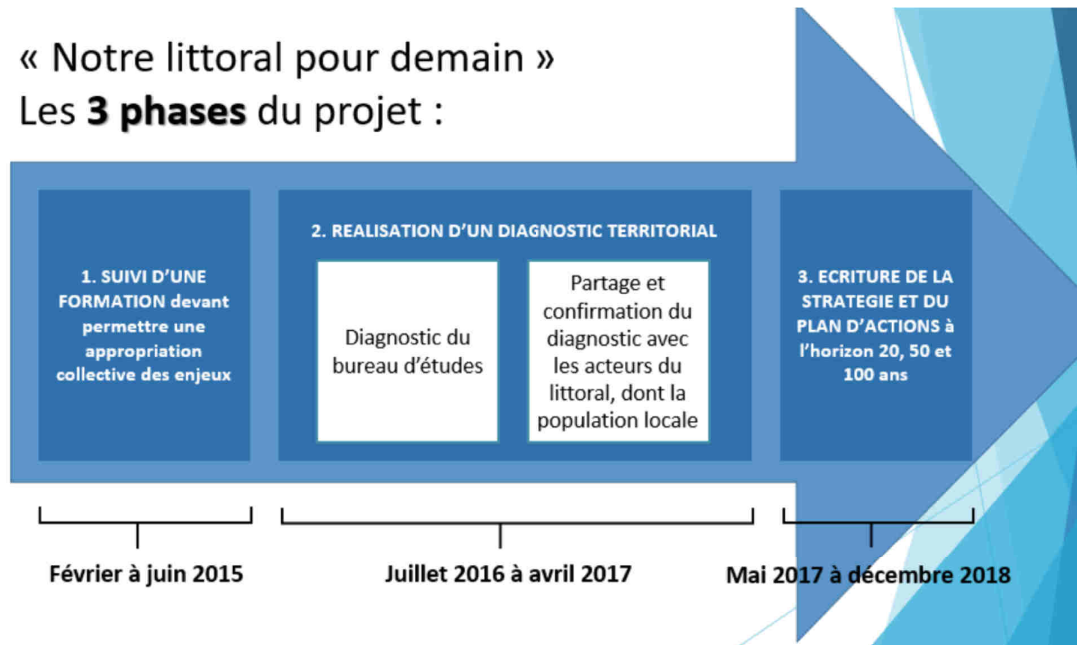 « Notre littoral pour demain »
Les 3 phases du projet :
1. SUIVI D’UNE
FORMATION devant
permettre une
appropriation
collective des enjeux
2. REALISATION D’UN DIAGNOSTIC TERRITORIAL
Diagnostic du
bureau d’études
Partage et
confirmation du
diagnostic avec
les acteurs du
littoral, dont la
population locale
3. ECRITURE DE LA
STRATEGIE ET DU
PLAN D’ACTIONS à
l’horizon 20, 50 et
100 ans
Février à juin 2015
Juillet 2016 à avril 2017
Mai 2017 à décembre 2018